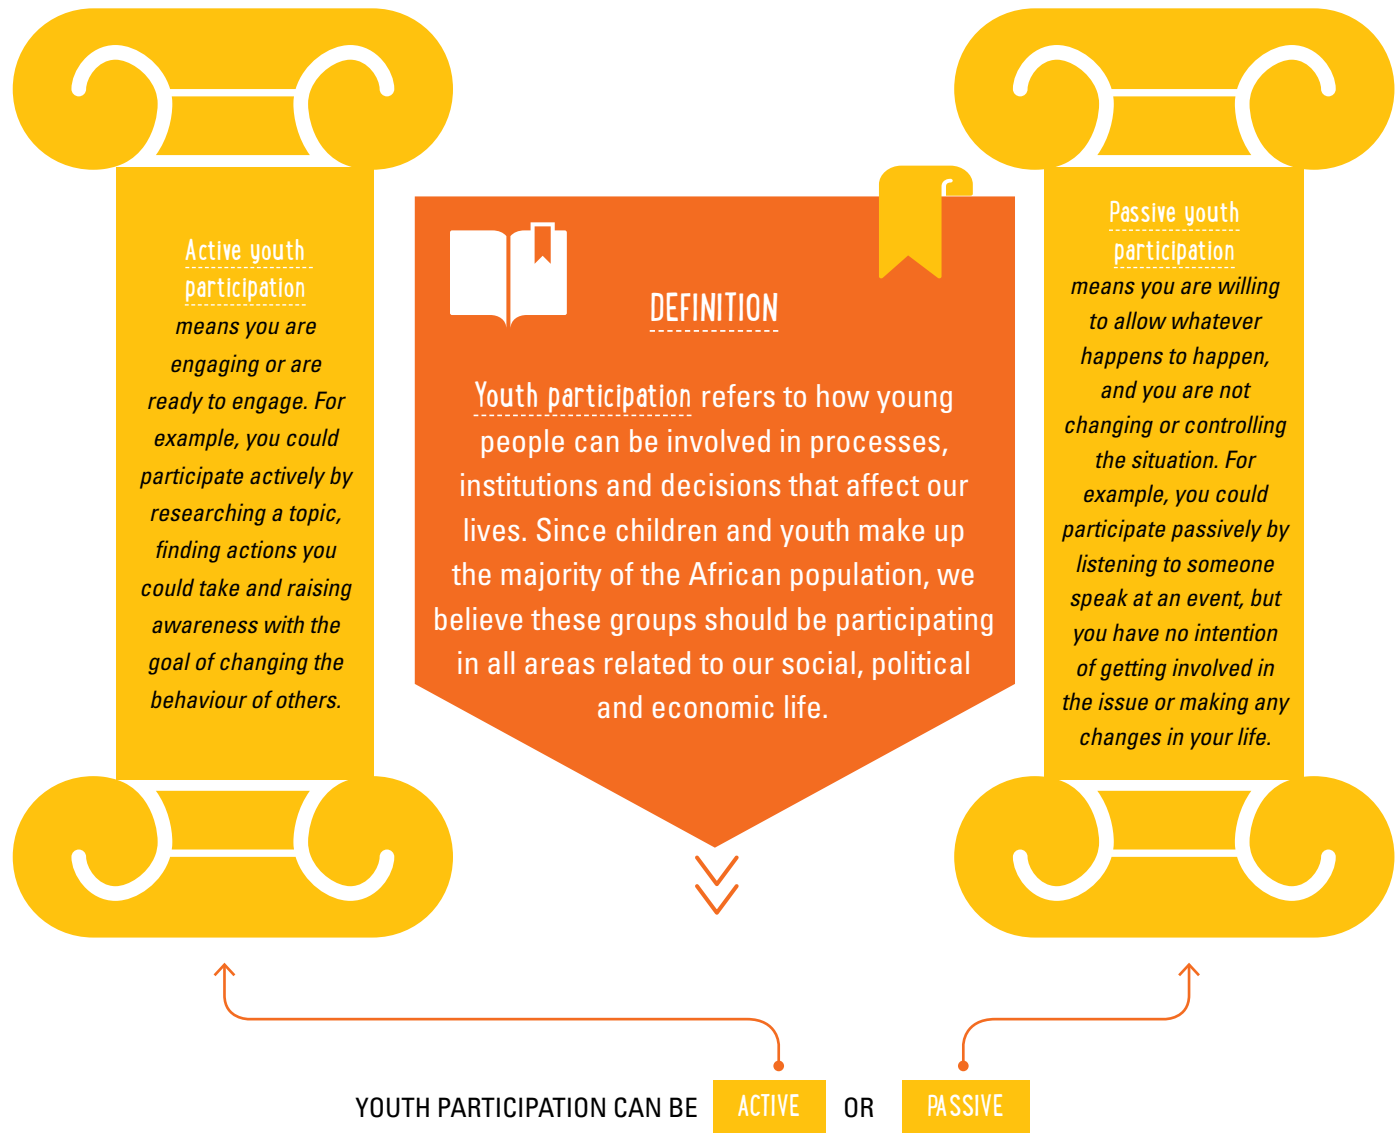 Active youth
participation
means you are
engaging or are
ready to engage. For
example, you could
participate actively by
researching a topic,
finding actions you
could take and raising
awareness with the
goal of changing the
behaviour of others.
DEFINITION
Youth participation refers to how young
people can be involved in processes,
institutions and decisions that affect our
lives. Since children and youth make up
the majority of the African population, we
believe these groups should be participating
in all areas related to our social, political
and economic life.
Passive youth
participation
means you are willing
to allow whatever
happens to happen,
and you are not
changing or controlling
the situation. For
example, you could
participate passively by
listening to someone
speak at an event, but
you have no intention
of getting involved in
the issue or making any
changes in your life.
YOUTH PARTICIPATION CAN BE ACTIVE OR PASSIVE